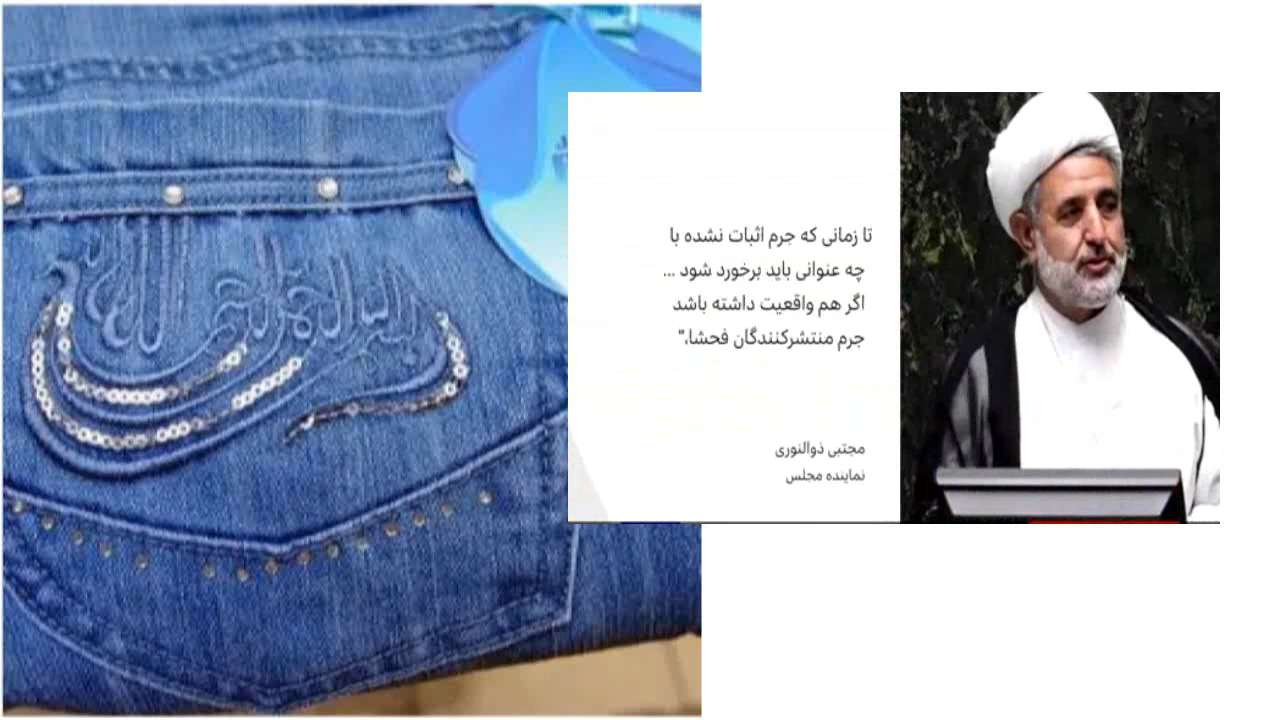 تا زمانی که جرم اثبات نشده با
چه عنوانی باید برخورد شود ...
اگر هم واقعیت داشته باشد
جرم منتشرکنندگان فحشا،"
مجتبی ذوالنوری
نماینده مجلس